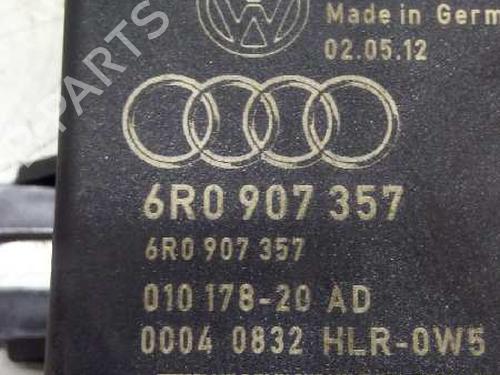 Made in Germ
02.05.12
6R0 907 357
6R0 907 357
010 178-20 AD
0004 0832 HLR-0W5
PARTS